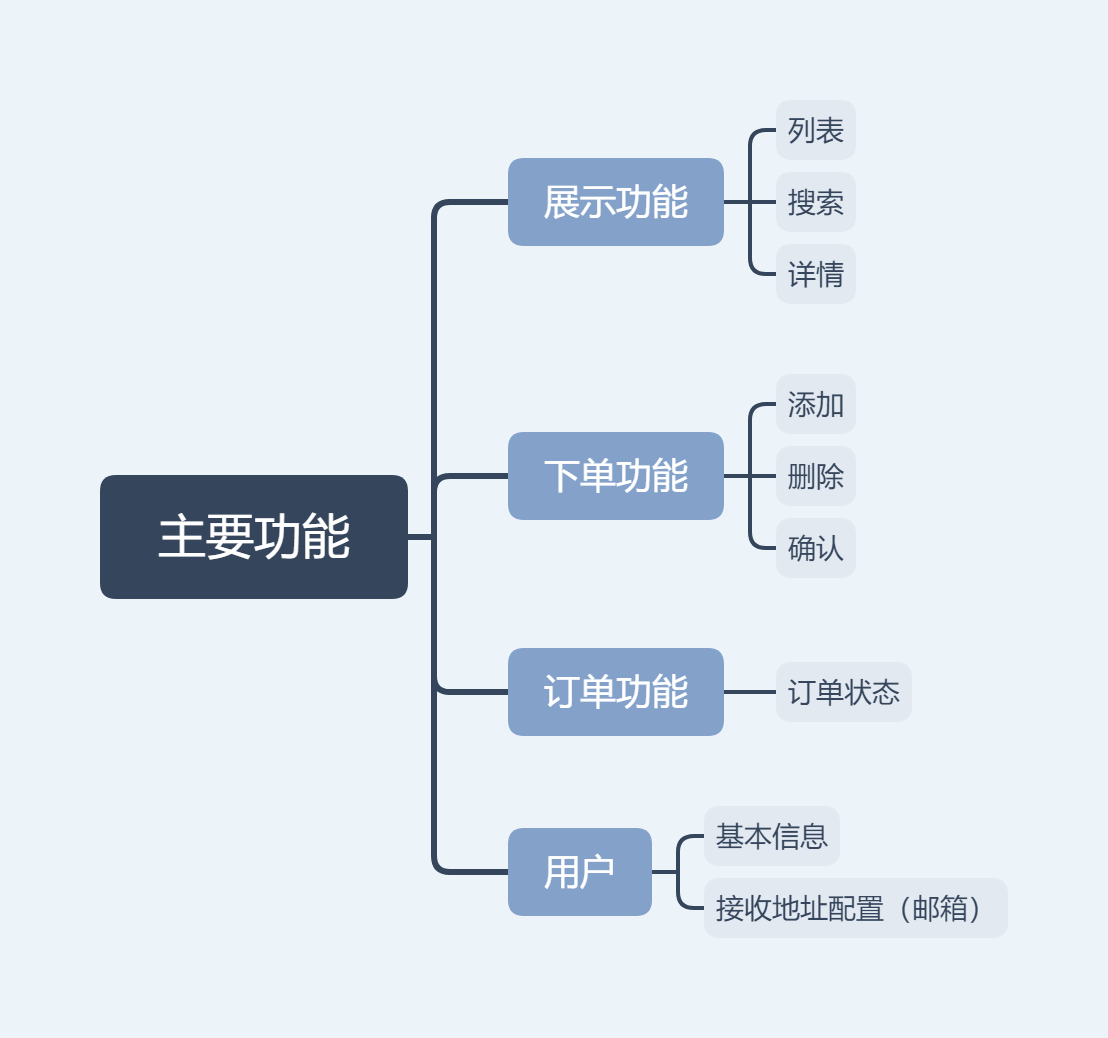 主要功能
展示功能
列表
搜索
详情
下单功能
添加
删除
确认
订单功能
订单状态
用户
基本信息
接收地址配置（邮箱）